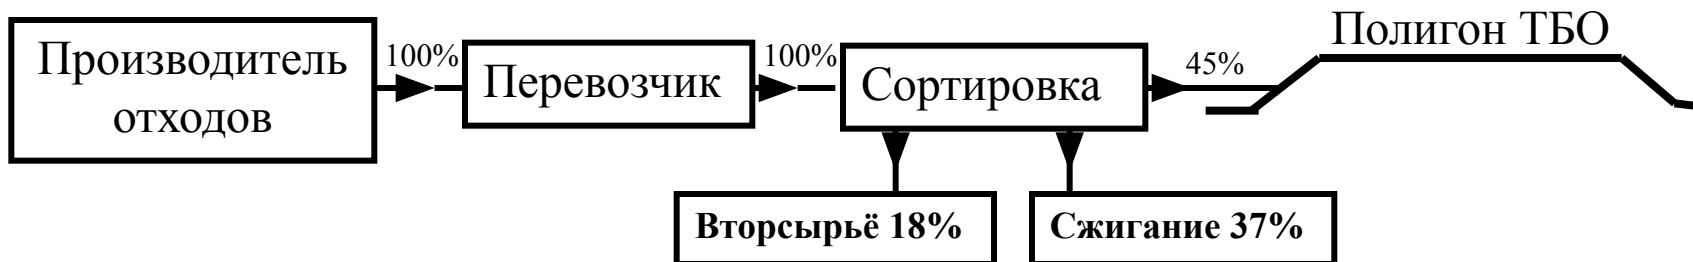 Производитель
отходов
100%
Перевозчик
100%
Сортировка
45%
Полигон ТБО
Вторсырьё 18%
Сжигание 37%